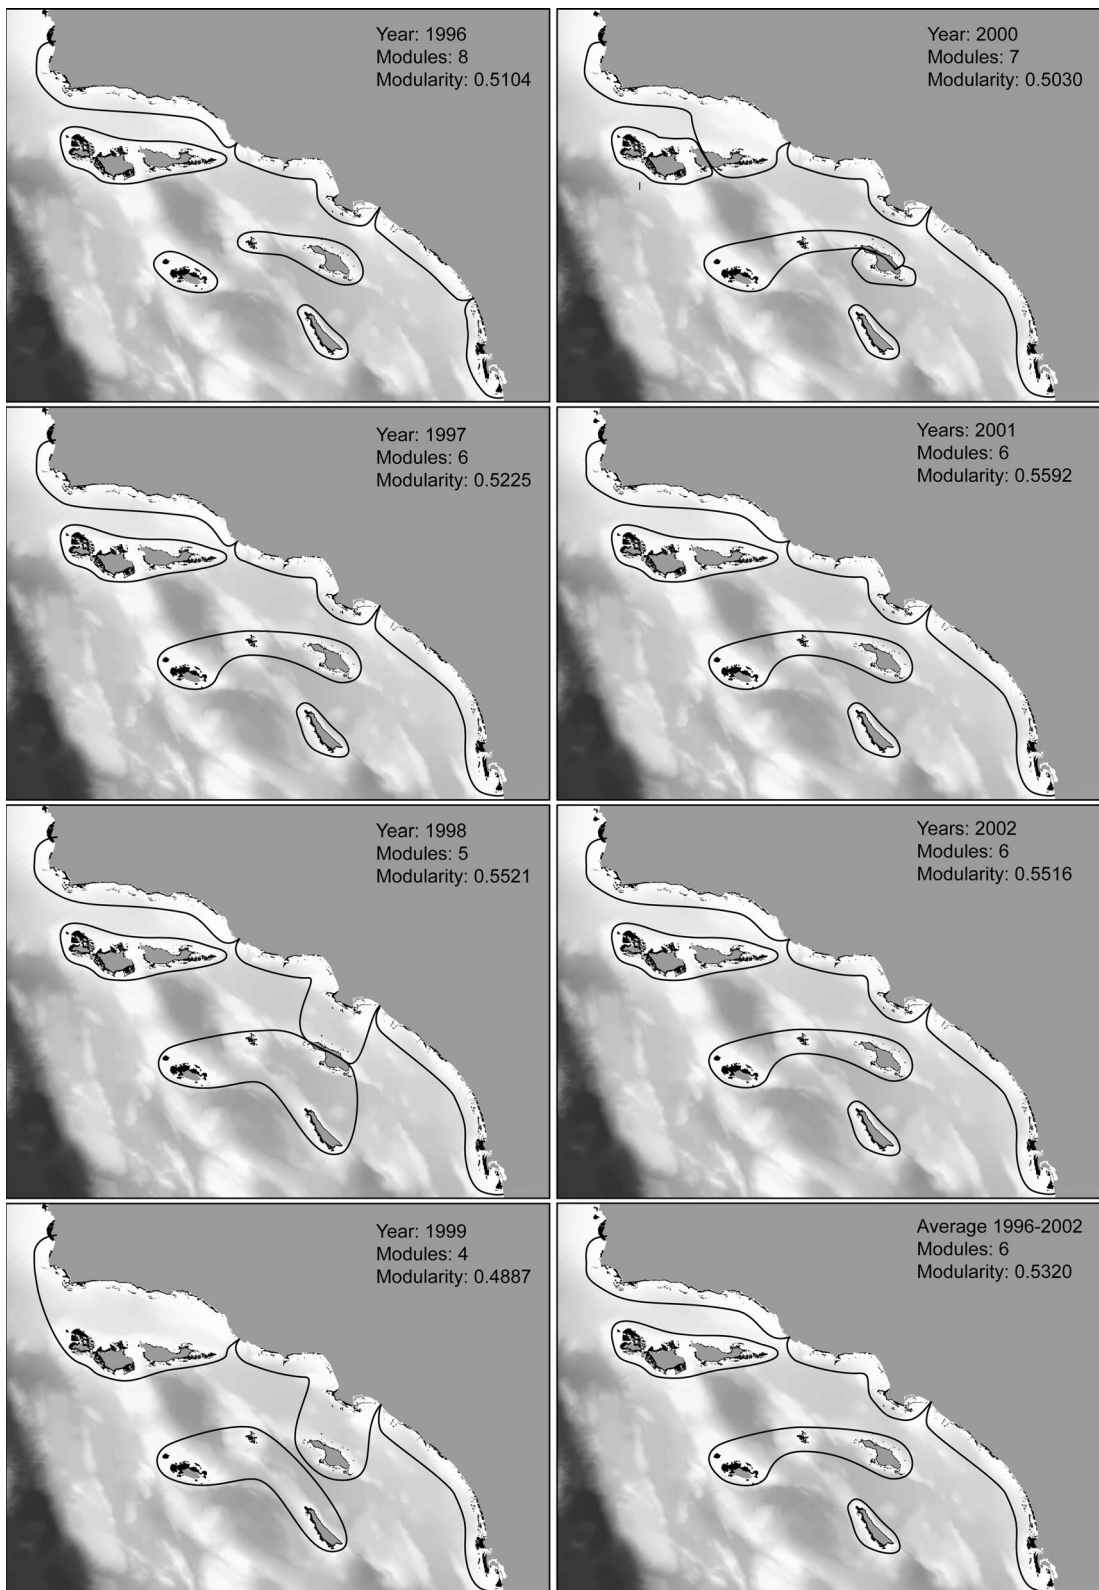 Year: 1996
Modules: 8
Modularity: 0.5104
Year: 2000
Modules: 7
Modularity: 0.5030
Year: 1997
Modules: 6
Modularity: 0.5225
Years: 2001
Modules: 6
Modularity: 0.5592
Year: 1998
Modules: 5
Modularity: 0.5521
Years: 2002
Modules: 6
Modularity: 0.5516
Year: 1999
Modules: 4
Modularity: 0.4887
Average 1996-2002
Modules: 6
Modularity: 0.5320